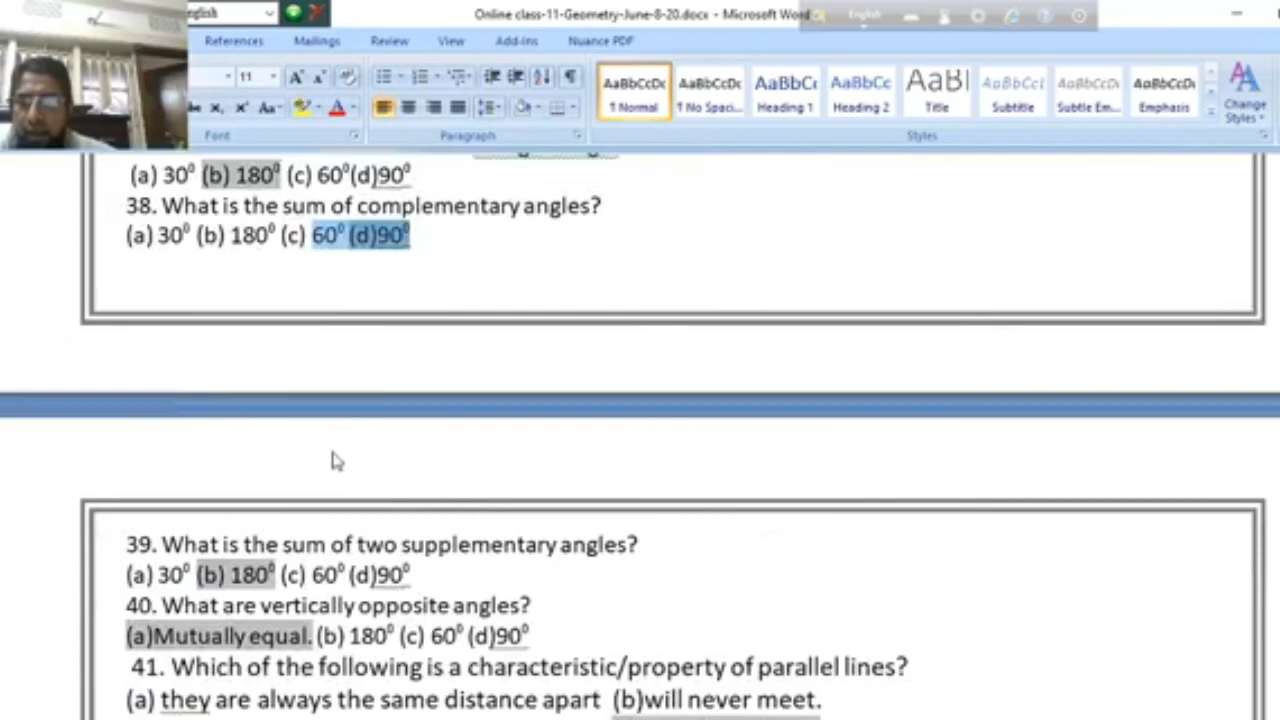 nglish
Online class-11-Geometry-June-8-20.docx - Microsoft Word
English
References Mailings Review View Add-Ins Nuance PDF
11
AaBbCcDc AaBbCcDc AaBbCc AaBbCc AaBl AaBbCcI AaBbCcDi AaBbCcDi
¶ Normal ¶ No Spaci... Heading 1 Heading 2 Title Subtitle Subtle Em... Emphasis
Change Styles
Font Paragraph Styles
(a) 30⁰ (b) 180⁰ (c) 60⁰(d)90⁰
38. What is the sum of complementary angles?
(a) 30⁰ (b) 180⁰ (c) 60⁰ (d)90⁰
39. What is the sum of two supplementary angles?
(a) 30⁰ (b) 180⁰ (c) 60⁰ (d)90⁰
40. What are vertically opposite angles?
(a)Mutually equal. (b) 180⁰ (c) 60⁰ (d)90⁰
41. Which of the following is a characteristic/property of parallel lines?
(a) they are always the same distance apart (b)will never meet.